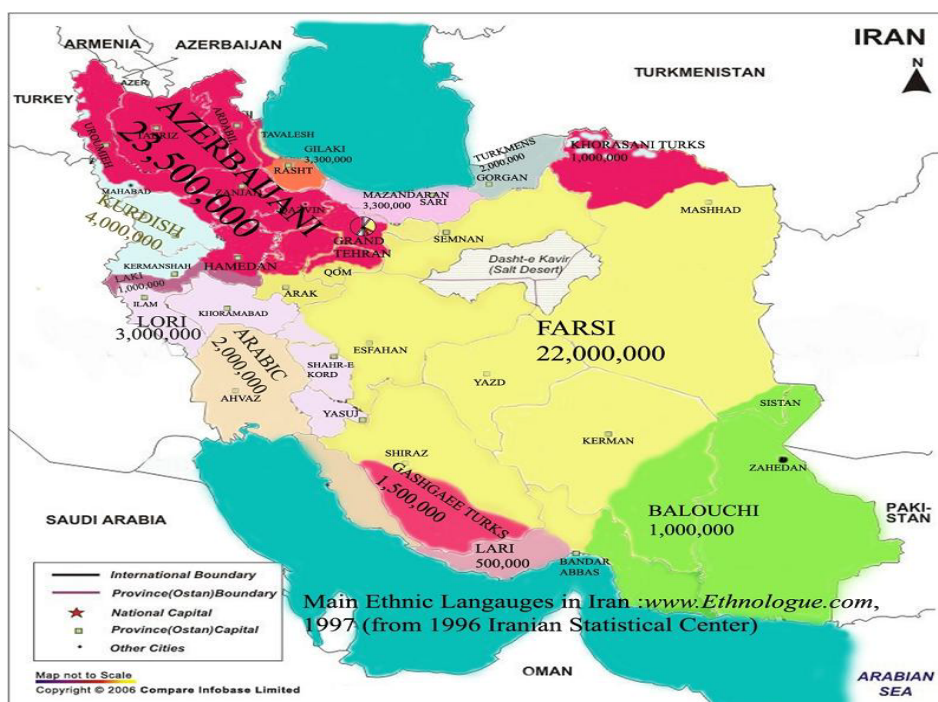 IRAN
N
ARMENIA
AZERBAIJAN
TURKMENISTAN
TURKEY
AZER.
AZERBAIJANI
23,500,000
TABRIZ
ARDABIL
UROUMIEH
TAVALESH
GILAKI
3,300,000
RASHT
TURKMENS
2,000,000
GORGAN
KHORASANI TURKS
1,000,000
MASHHAD
MAHABAD
ZANJAN
QAZVIN
MAZANDARAN
3,300,000
SARI
KURDISH
4,000,000
GRAND
TEHRAN
SEMNAN
Dasht-e Kavir
(Salt Desert)
KERMANSHAH
HAMEDAN
QOM
LAKI
1,000,000
ARAK
ILAM
KHORAMABAD
LORI
3,000,000
FARSI
22,000,000
ARABIC
2,000,000
ESFAHAN
SHAHR-E
KORD
YAZD
AHVAZ
YASUJ
SISTAN
KERMAN
SHIRAZ
ZAHEDAN
GASHGAEE TURKS
1,500,000
BALOUCHI
1,000,000
SAUDI ARABIA
PAKI-
STAN
LARI
500,000
BANDAR
ABBAS
International Boundary
Province(Ostan)Boundary
National Capital
Province(Ostan)Capital
Other Cities
Main Ethnic Langauges in Iran :www.Ethnologue.com,
1997 (from 1996 Iranian Statistical Center)
OMAN
ARABIAN
SEA
Map not to Scale
Copyright © 2006 Compare Infobase Limited